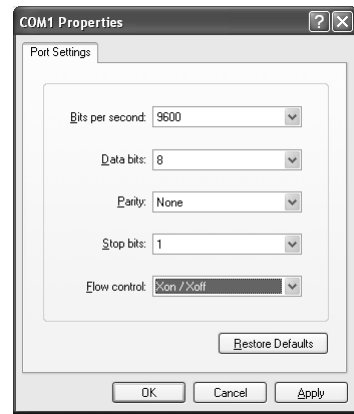 COM1 Properties
Port Settings
Bits per second: 9600
Data bits: 8
Parity: None
Stop bits: 1
Flow control: Xon / Xoff
Restore Defaults
OK Cancel Apply